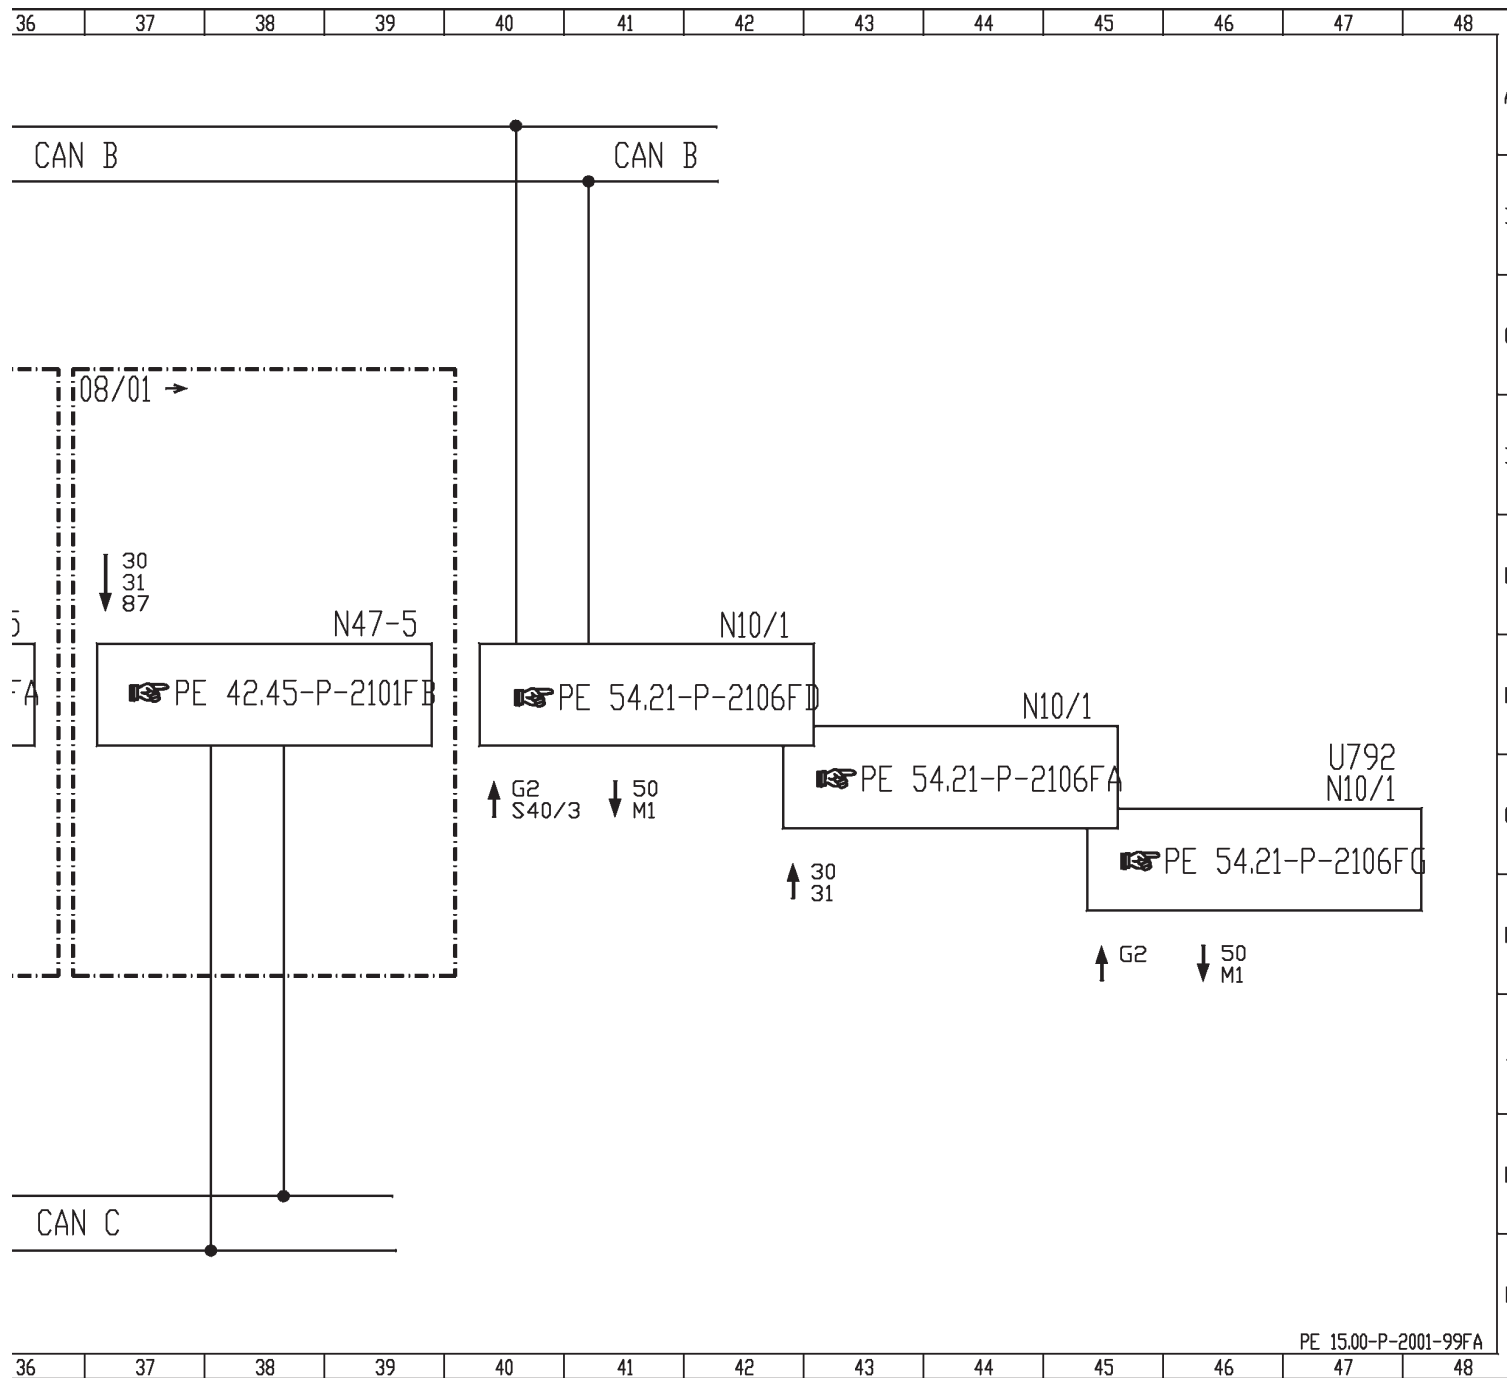 36 37 38 39 40 41 42 43 44 45 46 47 48
CAN B CAN B
08/01
30
31
87
N47-5
PE 42.45-P-2101FB
N10/1
PE 54.21-P-2106FD
G2
S40/3
50
M1
N10/1
PE 54.21-P-2106FA
30
31
U792
N10/1
PE 54.21-P-2106FG
G2
50
M1
FA
CAN C
PE 15.00-P-2001-99FA
36 37 38 39 40 41 42 43 44 45 46 47 48